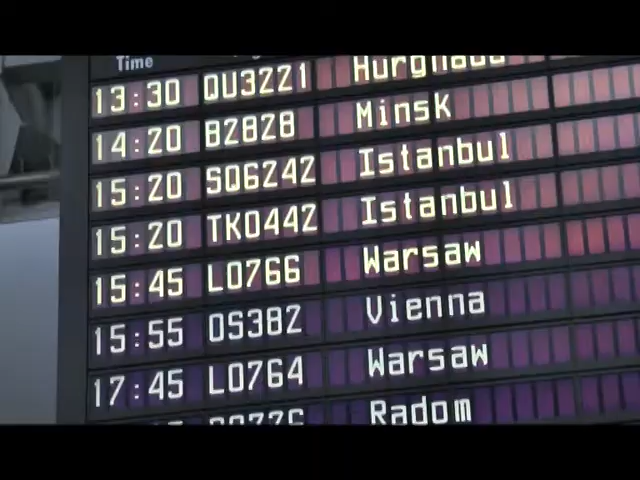 Time
13:30 QU3221 Hurghada
14:20 B2828 Minsk
15:20 SQ6242 Istanbul
15:20 TK0442 Istanbul
15:45 LO766 Warsaw
15:55 OS382 Vienna
17:45 LO764 Warsaw
Radom